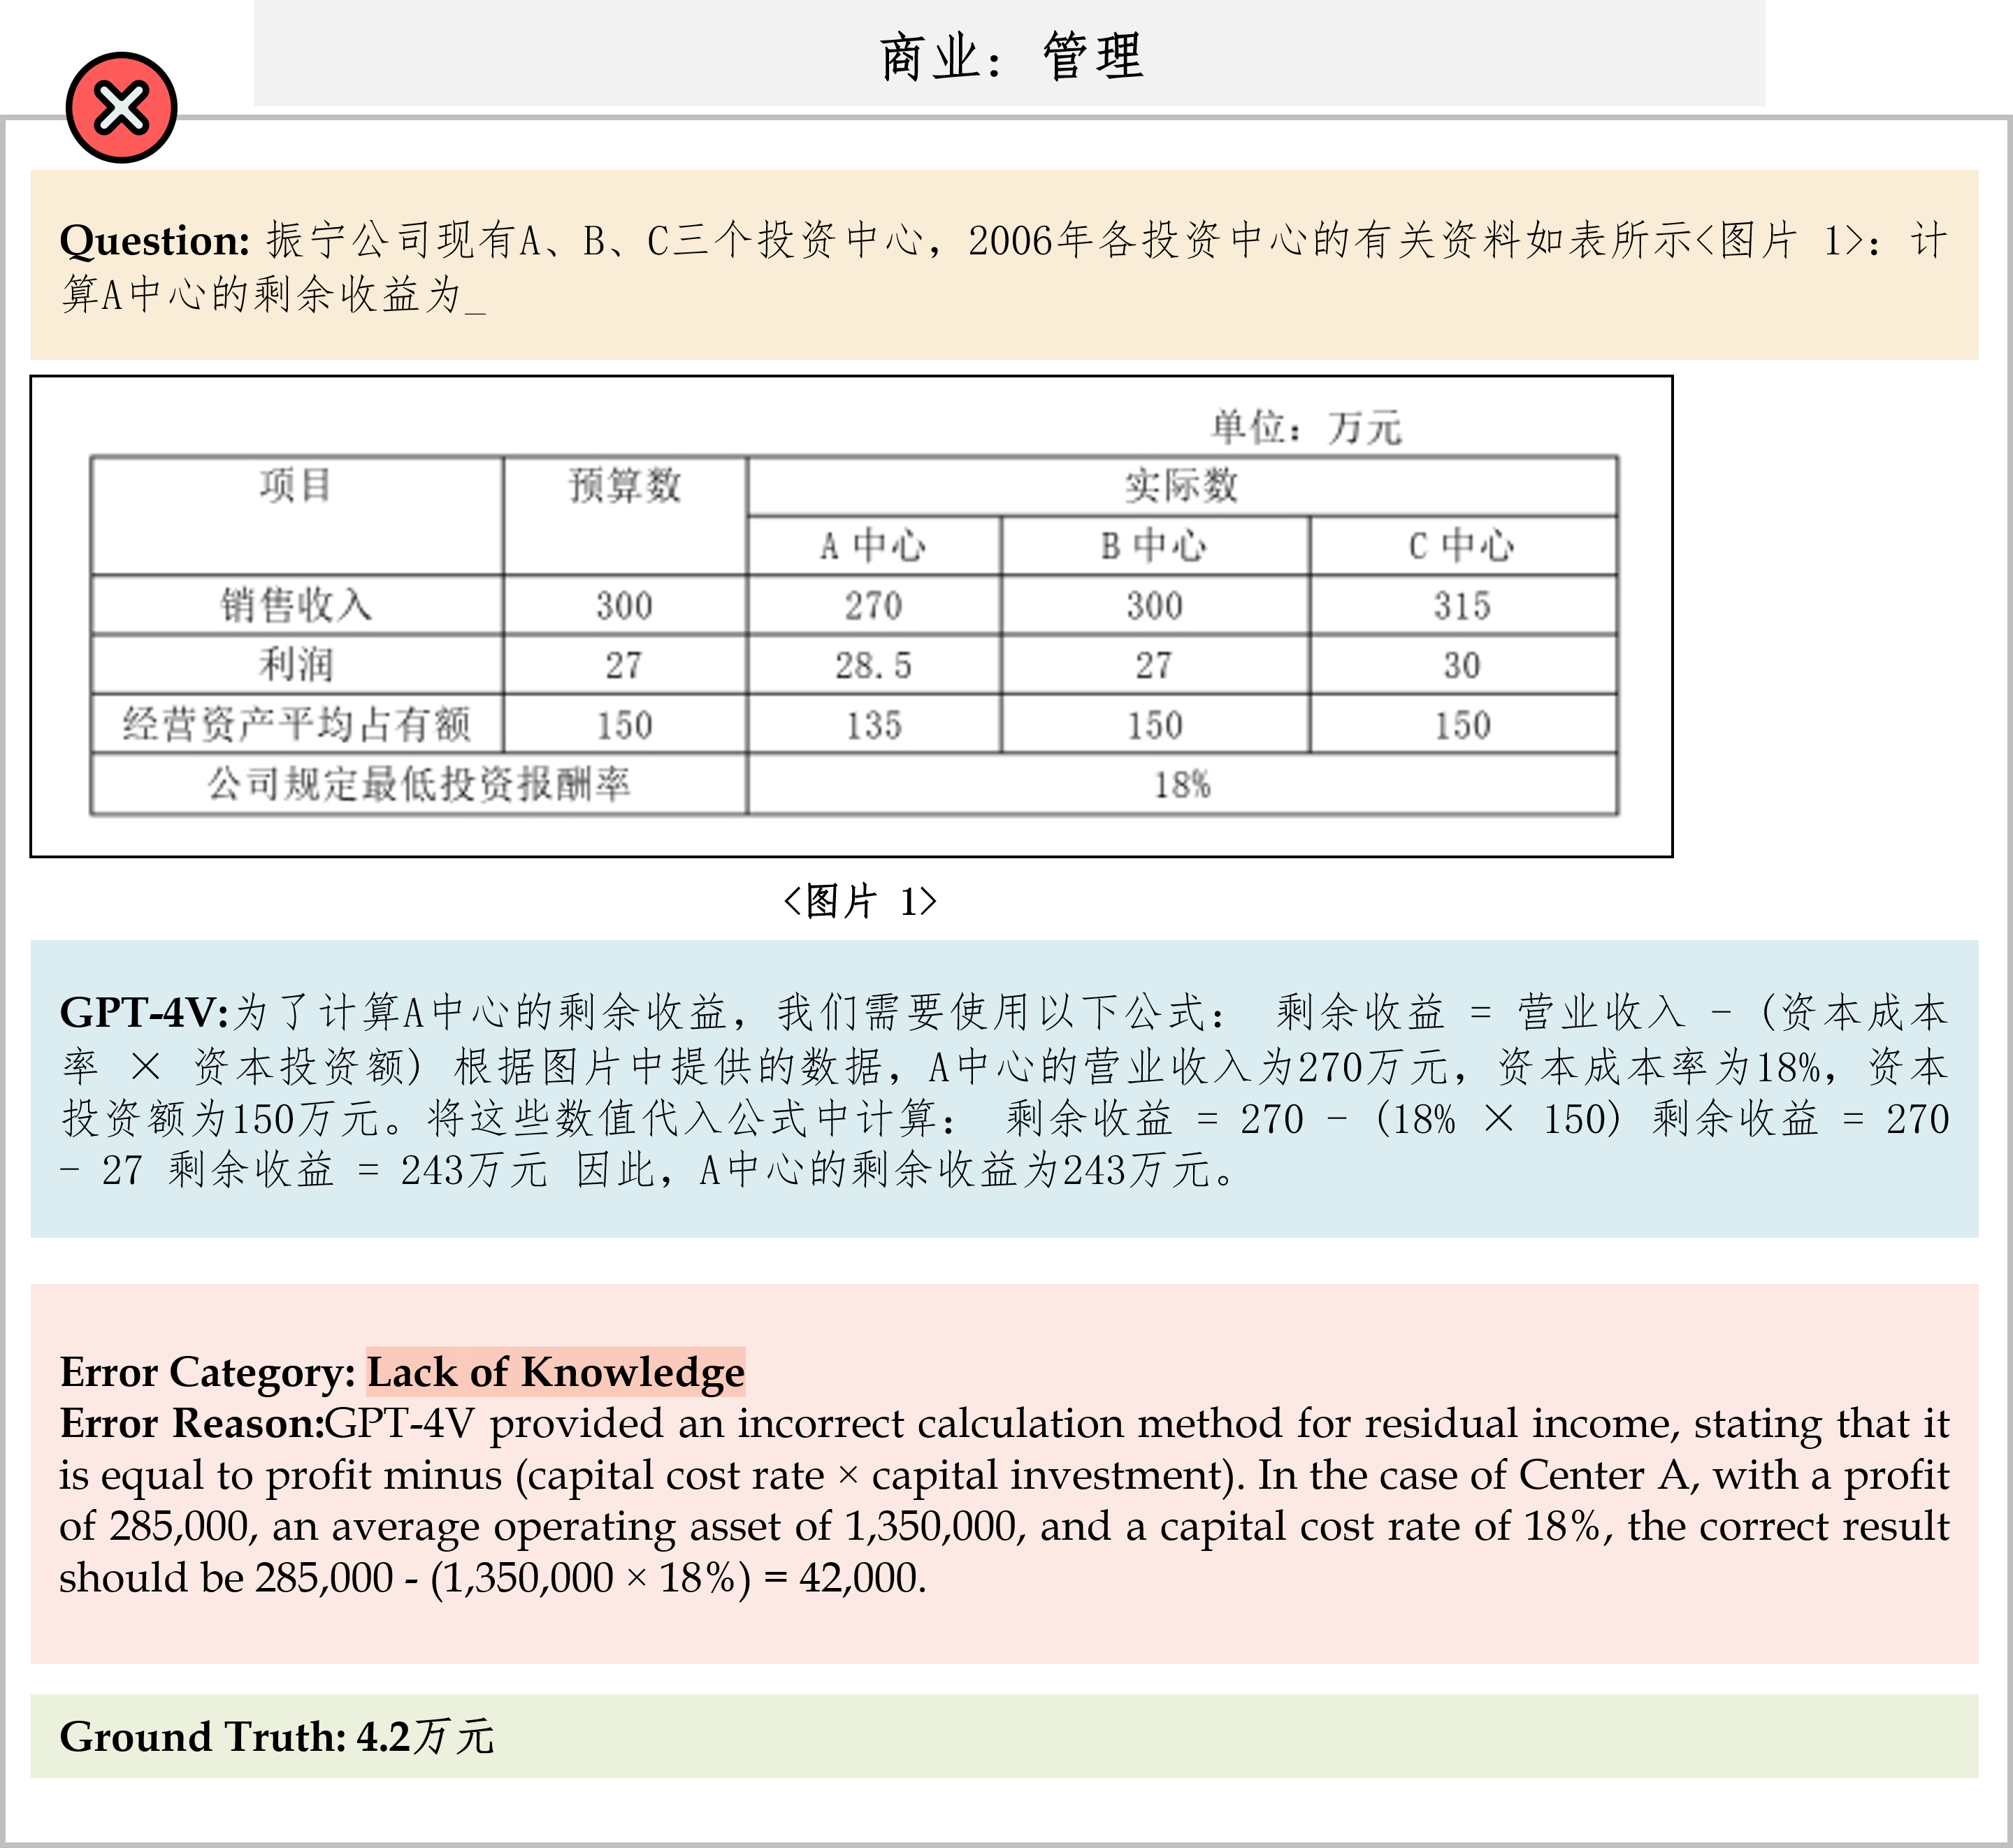 商业：管理
Question: 振宁公司现有A、B、C三个投资中心，2006年各投资中心的有关资料如表所示<图片 1>：计
算A中心的剩余收益为_
单位：万元
项目 预算数 实际数
A 中心 B 中心 C 中心
销售收入 300 270 300 315
利润 27 28.5 27 30
经营资产平均占有额 150 135 150 150
公司规定最低投资报酬率 18%
<图片 1>
GPT-4V:为了计算A中心的剩余收益，我们需要使用以下公式： 剩余收益 = 营业收入 - (资本成本
率 × 资本投资额) 根据图片中提供的数据，A中心的营业收入为270万元，资本成本率为18%，资本
投资额为150万元。将这些数值代入公式中计算： 剩余收益 = 270 - (18% × 150) 剩余收益 = 270
- 27 剩余收益 = 243万元 因此，A中心的剩余收益为243万元。
Error Category: Lack of Knowledge
Error Reason:GPT-4V provided an incorrect calculation method for residual income, stating that it
is equal to profit minus (capital cost rate × capital investment). In the case of Center A, with a profit
of 285,000, an average operating asset of 1,350,000, and a capital cost rate of 18%, the correct result
should be 285,000 - (1,350,000 × 18%) = 42,000.
Ground Truth: 4.2万元